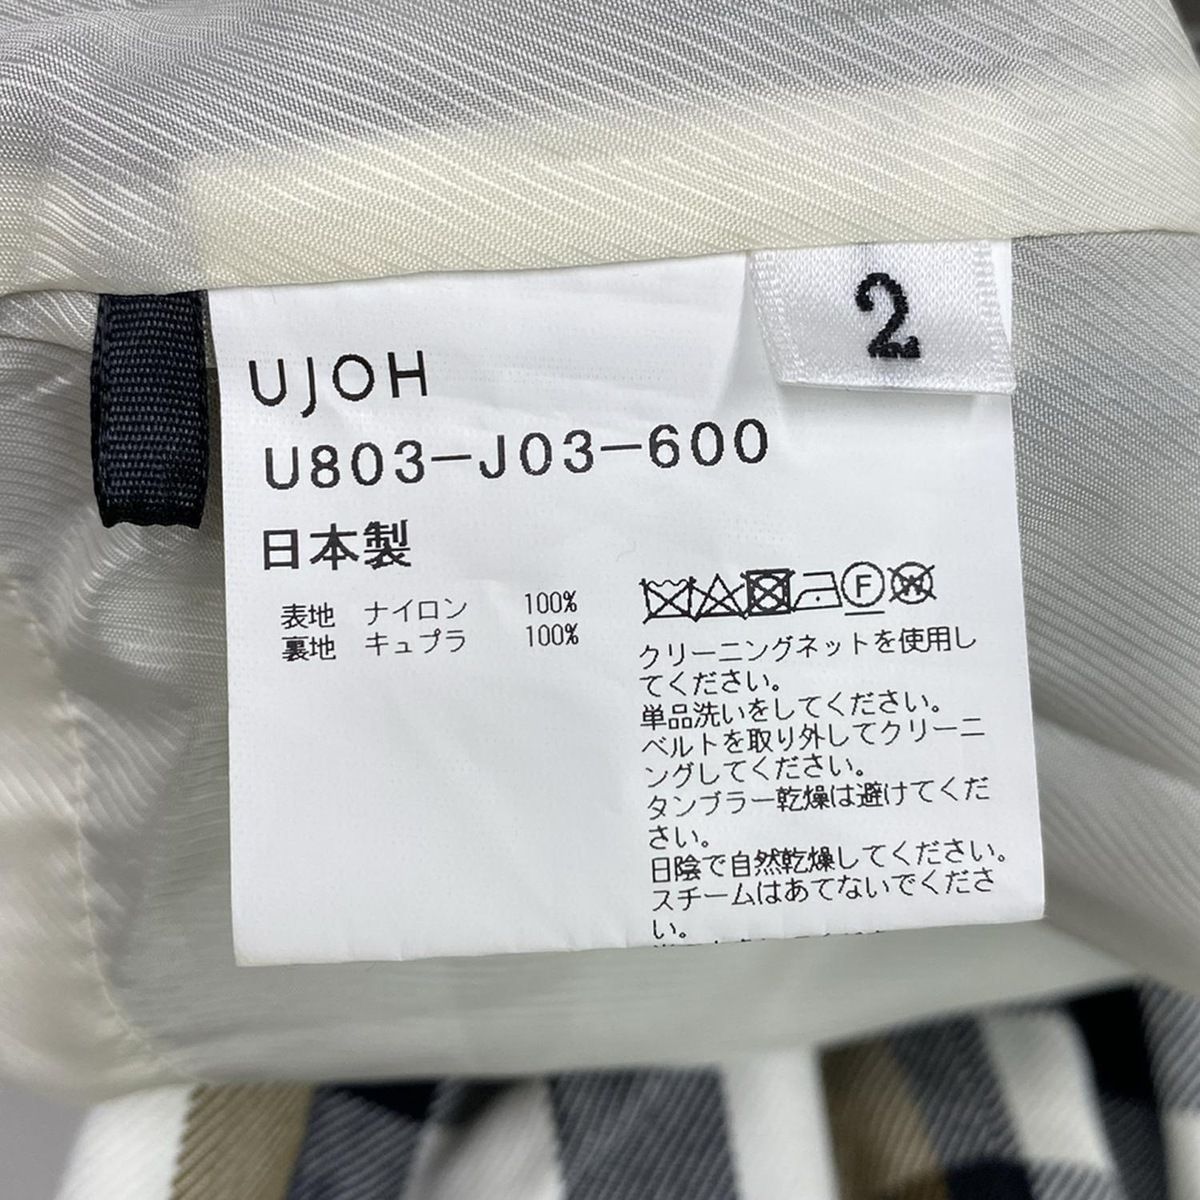 2
UJOH
U803-J03-600
日本製
表地 ナイロン 100%
裏地 キュプラ 100%
F
W
クリーニングネットを使用し
てください。
単品洗いをしてください。
ベルトを取り外してクリーニ
ングしてください。
タンブラー乾燥は避けてくだ
さい。
日陰で自然乾燥してください。
スチームはあてないでくださ
い。